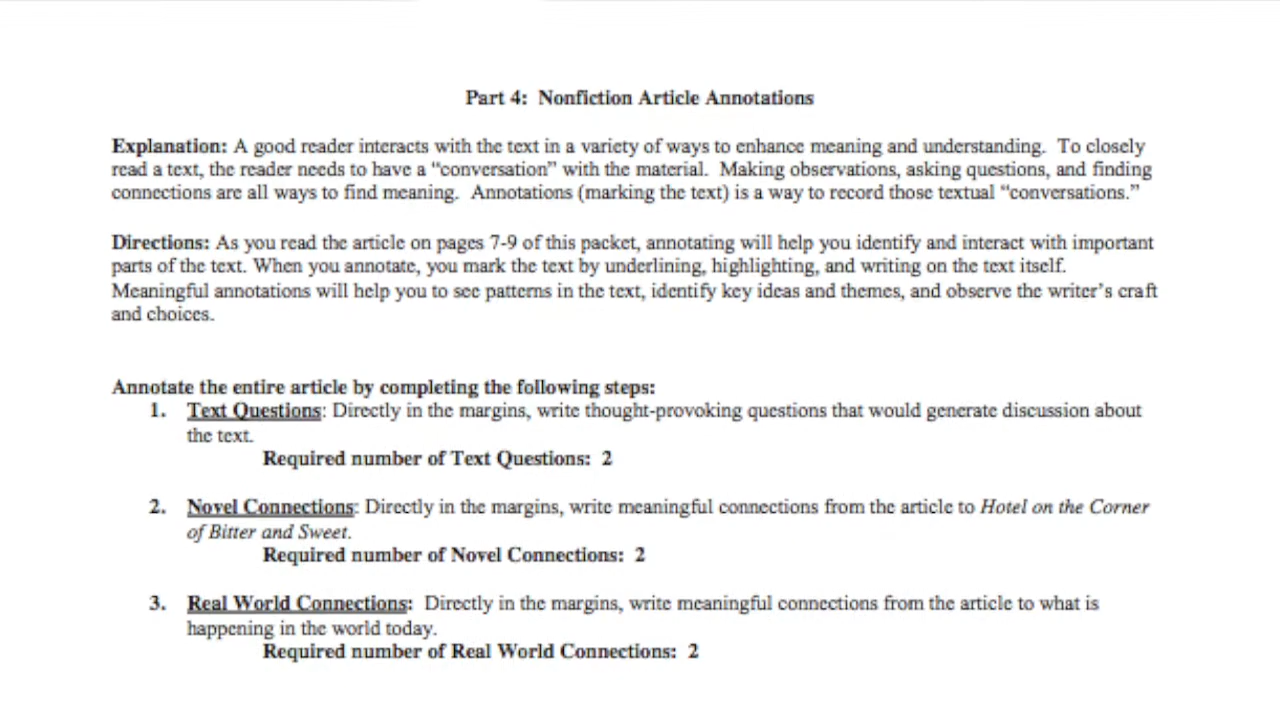 Part 4: Nonfiction Article Annotations
Explanation: A good reader interacts with the text in a variety of ways to enhance meaning and understanding. To closely
read a text, the reader needs to have a “conversation” with the material. Making observations, asking questions, and finding
connections are all ways to find meaning. Annotations (marking the text) is a way to record those textual “conversations.”
Directions: As you read the article on pages 7-9 of this packet, annotating will help you identify and interact with important
parts of the text. When you annotate, you mark the text by underlining, highlighting, and writing on the text itself.
Meaningful annotations will help you to see patterns in the text, identify key ideas and themes, and observe the writer’s craft
and choices.
Annotate the entire article by completing the following steps:
1. Text Questions: Directly in the margins, write thought-provoking questions that would generate discussion about
the text.
Required number of Text Questions: 2
2. Novel Connections: Directly in the margins, write meaningful connections from the article to Hotel on the Corner
of Bitter and Sweet.
Required number of Novel Connections: 2
3. Real World Connections: Directly in the margins, write meaningful connections from the article to what is
happening in the world today.
Required number of Real World Connections: 2